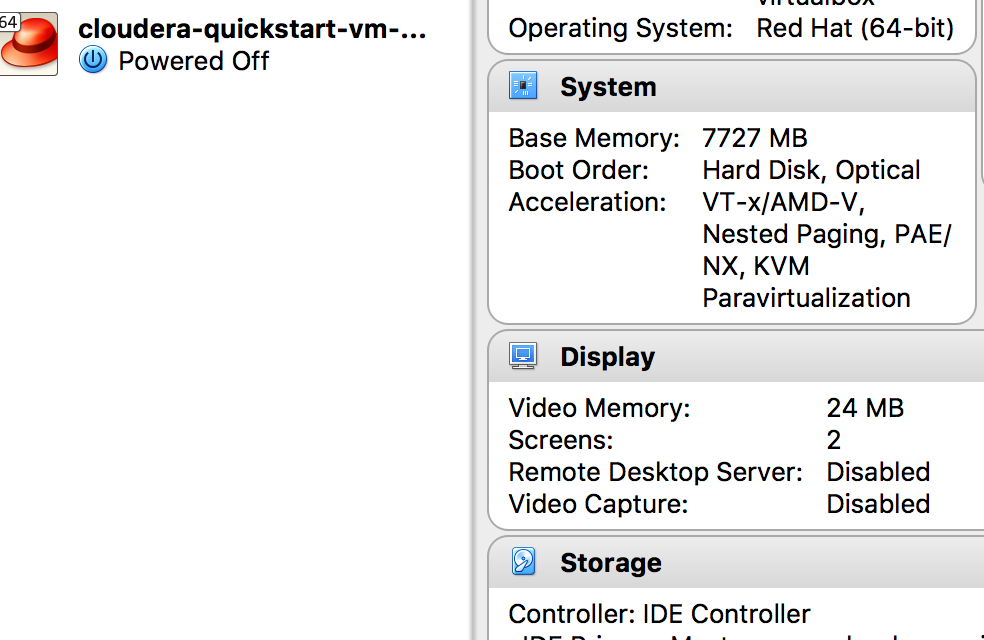 64
cloudera-quickstart-vm-...
Powered Off
virtualbox
Operating System: Red Hat (64-bit)
System
Base Memory: 7727 MB
Boot Order: Hard Disk, Optical
Acceleration: VT-x/AMD-V,
Nested Paging, PAE/
NX, KVM
Paravirtualization
Display
Video Memory: 24 MB
Screens: 2
Remote Desktop Server: Disabled
Video Capture: Disabled
Storage
Controller: IDE Controller